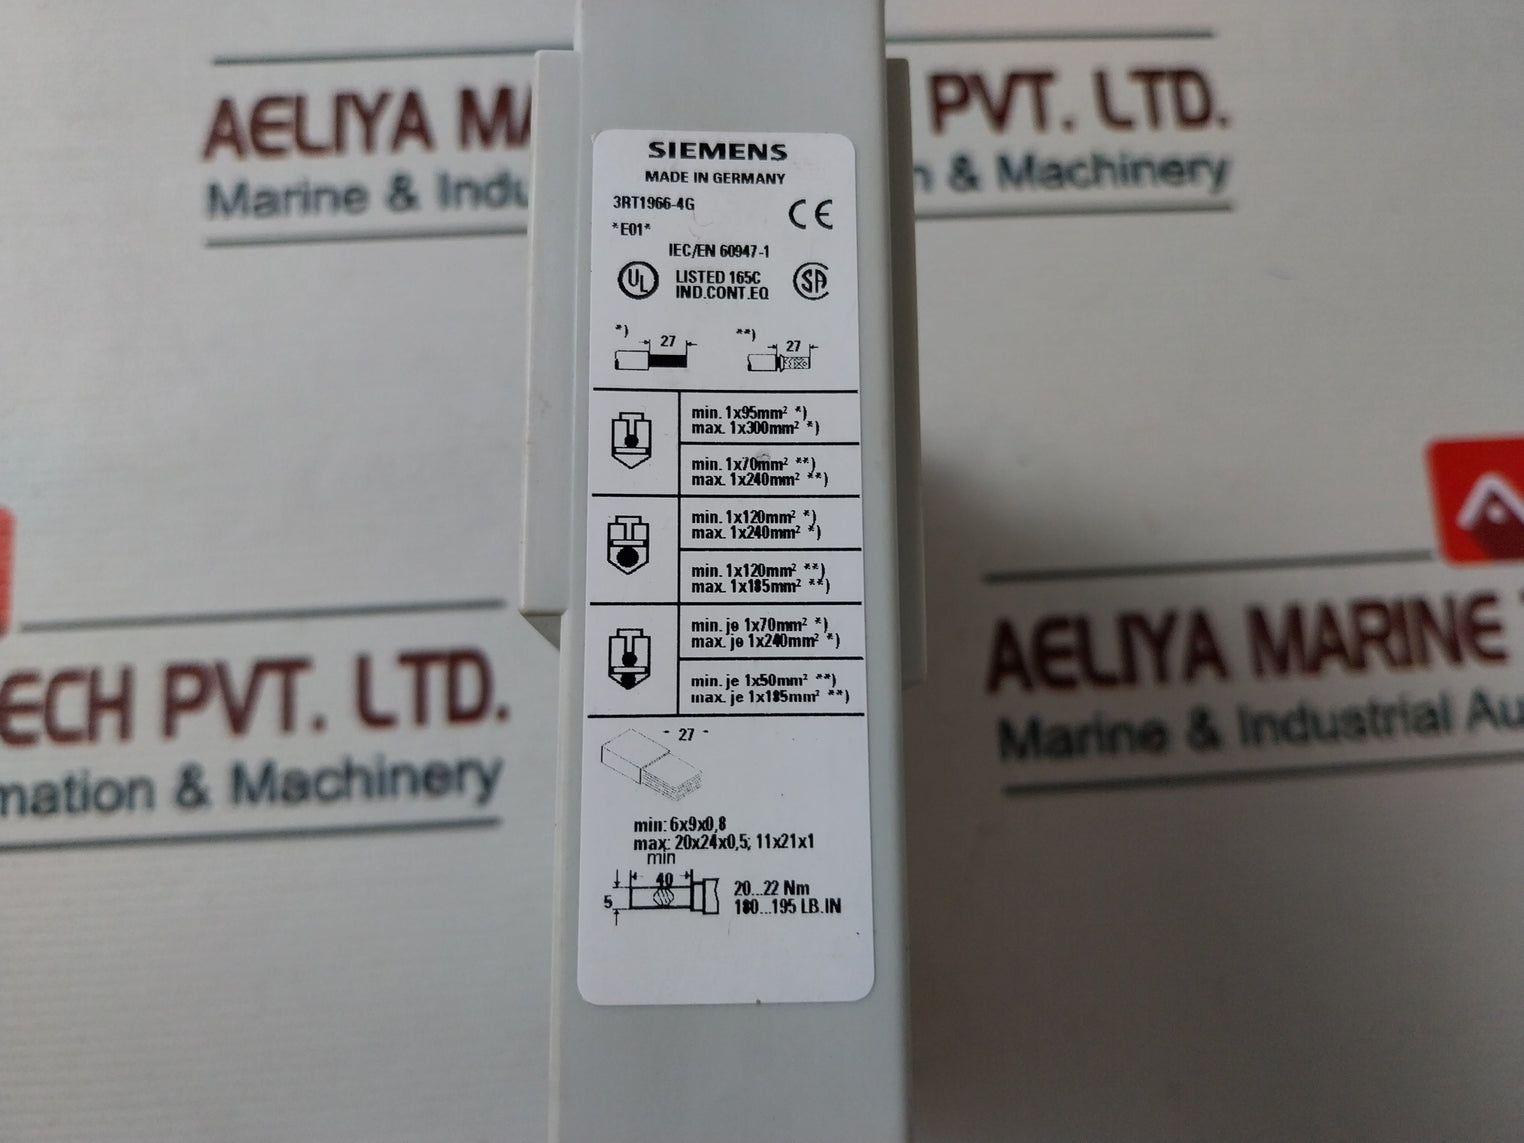 AELIYA MA PVT. LTD.
Marine & Indu n & Machinery
SIEMENS
MADE IN GERMANY
3RT1966-4G
*E01*
CE
IEC/EN 60947-1
UL LISTED 165C SA
IND.CONT.EQ
*) 27 **) 27
min. 1x95mm² *)
max. 1x300mm² *)
min. 1x70mm² **)
max. 1x240mm² **)
min. 1x120mm² *)
max. 1x240mm² *)
min. 1x120mm² **)
max. 1x185mm² **)
min. je 1x70mm² *)
max. je 1x240mm² *)
min. je 1x50mm² **)
max. je 1x185mm² **)
27
min: 6x9x0,8
max: 20x24x0,5; 11x21x1
min
40
5
20...22 Nm
180...195 LB.IN
ECH PVT. LTD.
mation & Machinery
AELIYA MARINE T
Marine & Industrial Au